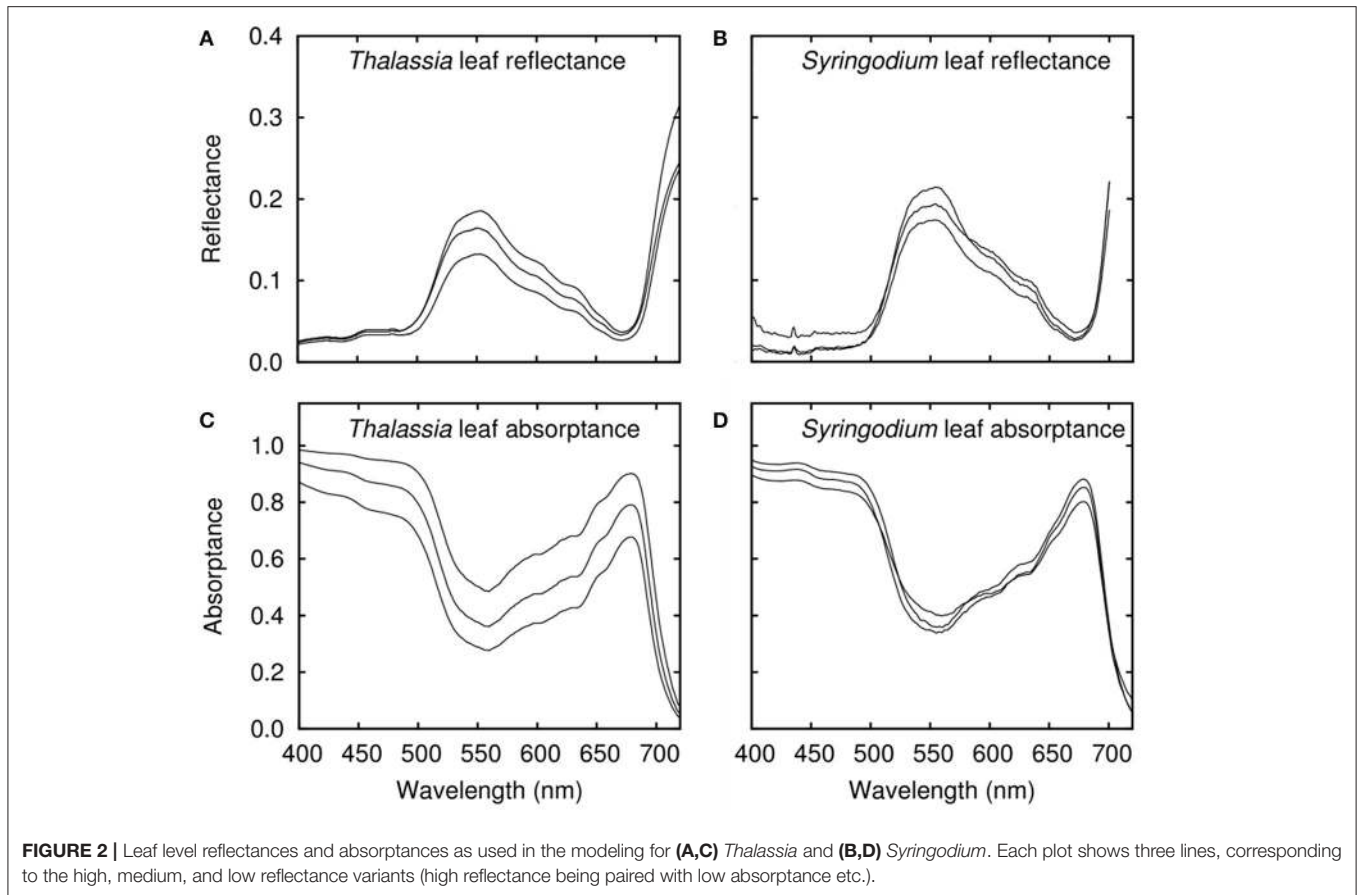 A
Thalassia leaf reflectance
0.4
0.3
0.2
0.1
0.0
Reflectance
B
Syringodium leaf reflectance
C
Thalassia leaf absorptance
1.0
0.8
0.6
0.4
0.2
0.0
Absorptance
400 450 500 550 600 650 700
Wavelength (nm)
D
Syringodium leaf absorptance
400 450 500 550 600 650 700
Wavelength (nm)
FIGURE 2 | Leaf level reflectances and absorptances as used in the modeling for (A,C) Thalassia and (B,D) Syringodium. Each plot shows three lines, corresponding
to the high, medium, and low reflectance variants (high reflectance being paired with low absorptance etc.).